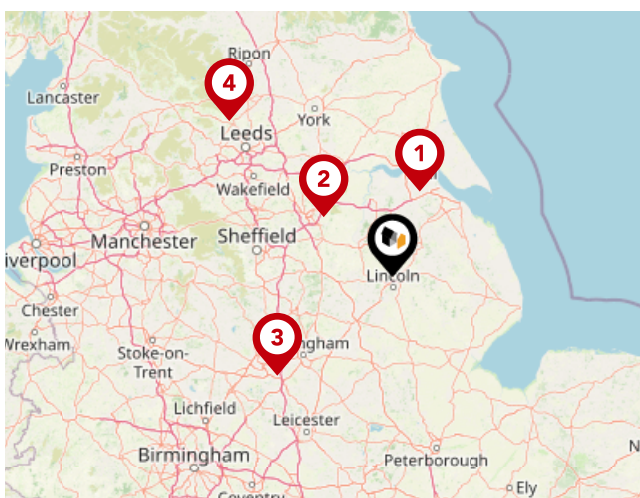 Ripon
4
Lancaster
York
Leeds
1
Preston
Wakefield
2
Manchester
Sheffield
iverpool
Lincoln
Chester
3
Wrexham
ngham
Stoke-on-
Trent
Lichfield
Leicester
Birmingham
Peterborough
N
Ely
Coventry